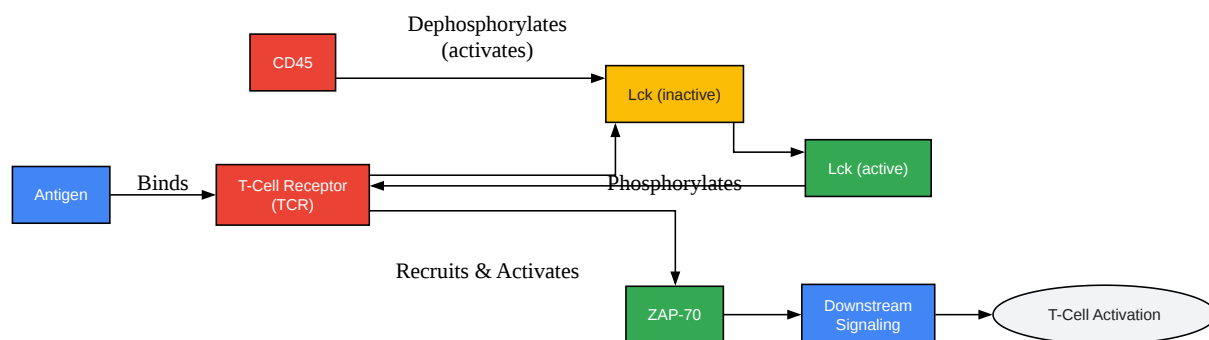 Dephosphorylates
(activates)
CD45
Lck (inactive)
Lck (active)
Antigen
Binds
T-Cell Receptor
(TCR)
Phosphorylates
Recruits & Activates
ZAP-70
Downstream
Signaling
T-Cell Activation